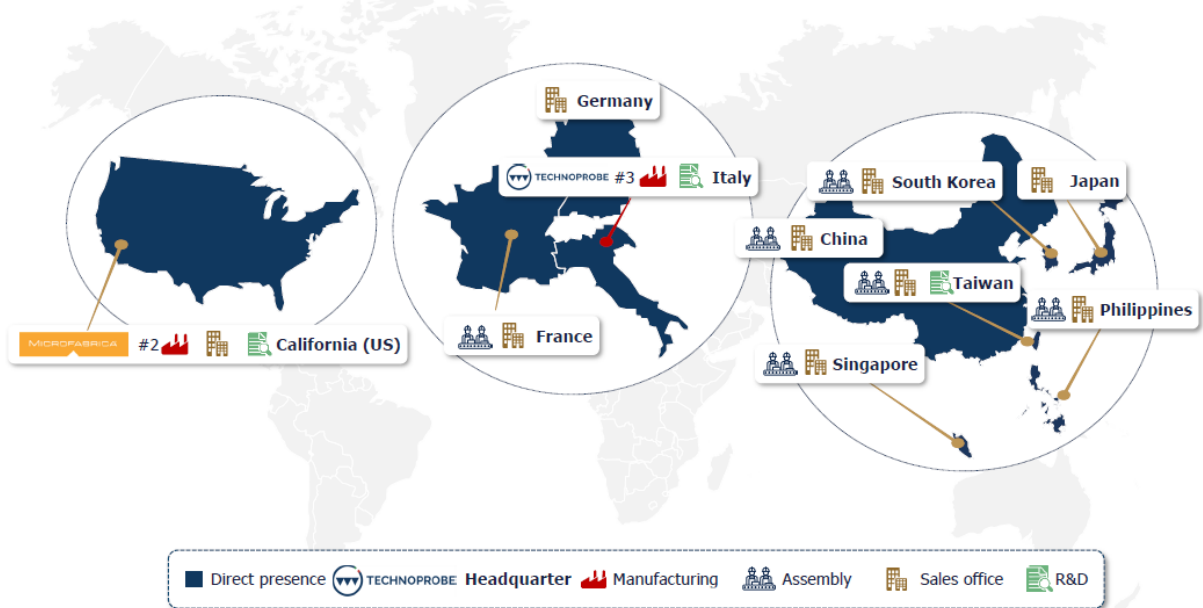 Germany
TECHNOPROBE #3 Italy
South Korea
Japan
China
Taiwan
Philippines
France
Singapore
MICROFABRICA #2 California (US)
Direct presence TECHNOPROBE Headquarter Manufacturing Assembly Sales office R&D